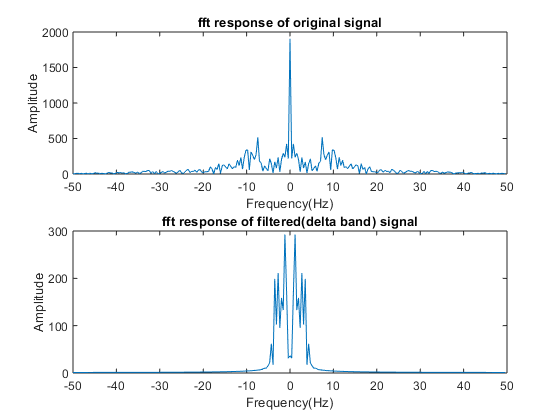 fft response of original signal
2000
1500
1000
500
0
Amplitude
-50 -40 -30 -20 -10 0 10 20 30 40 50
Frequency(Hz)
fft response of filtered(delta band) signal
300
200
100
0
Amplitude
-50 -40 -30 -20 -10 0 10 20 30 40 50
Frequency(Hz)